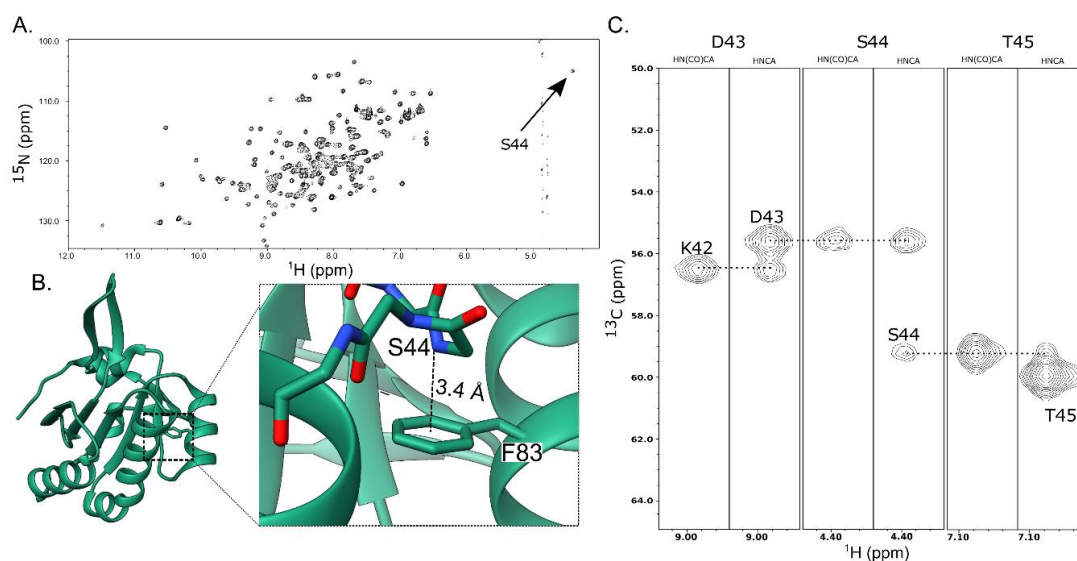 A.
100.0
110.0
120.0
130.0
15N (ppm)
12.0 11.0 10.0 9.0 8.0 7.0 6.0 5.0
1H (ppm)
S44
B.
S44
3.4 Å
F83
C.
D43 S44 T45
HN(CO)CA HNCA HN(CO)CA HNCA HN(CO)CA HNCA
50.0
52.0
54.0
56.0
58.0
60.0
62.0
64.0
13C (ppm)
D43
K42
S44
T45
9.00 9.00 4.40 4.40 7.10 7.10
1H (ppm)